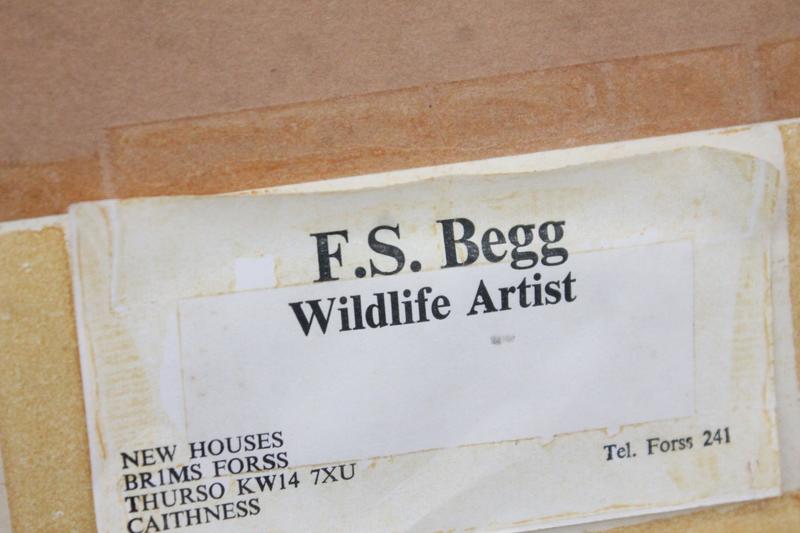 F.S. Begg
Wildlife Artist
NEW HOUSES
BR1MS FORSS
THURSO KW14 7XU
CAITHNESS
Tel. Forss 241